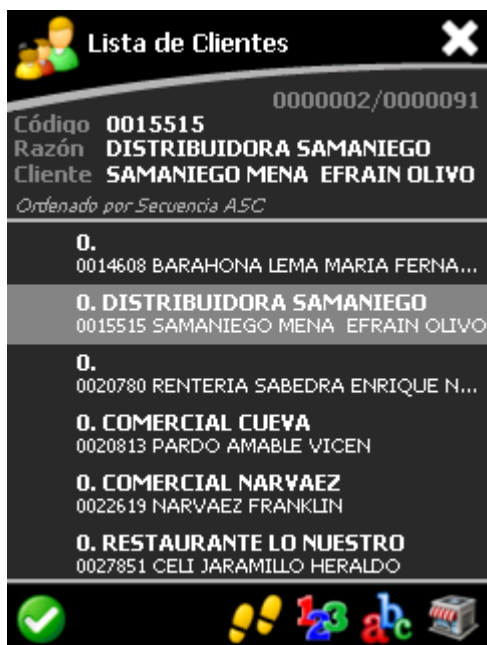 Lista de Clientes
0000002/0000091
Código 0015515
Razón DISTRIBUIDORA SAMANIEGO
Cliente SAMANIEGO MENA EFRAIN OLIVO
Ordenado por Secuencia ASC
0.
0014608 BARAHONA LEMA MARIA FERNA...
0. DISTRIBUIDORA SAMANIEGO
0015515 SAMANIEGO MENA EFRAIN OLIVO
0.
0020780 RENTERIA SABEDRA ENRIQUE N...
0. COMERCIAL CUEVA
0020813 PARDO AMABLE VICEN
0. COMERCIAL NARVAEZ
0022619 NARVAEZ FRANKLIN
0. RESTAURANTE LO NUESTRO
0027851 CELI JARAMILLO HERALDO
123 abc